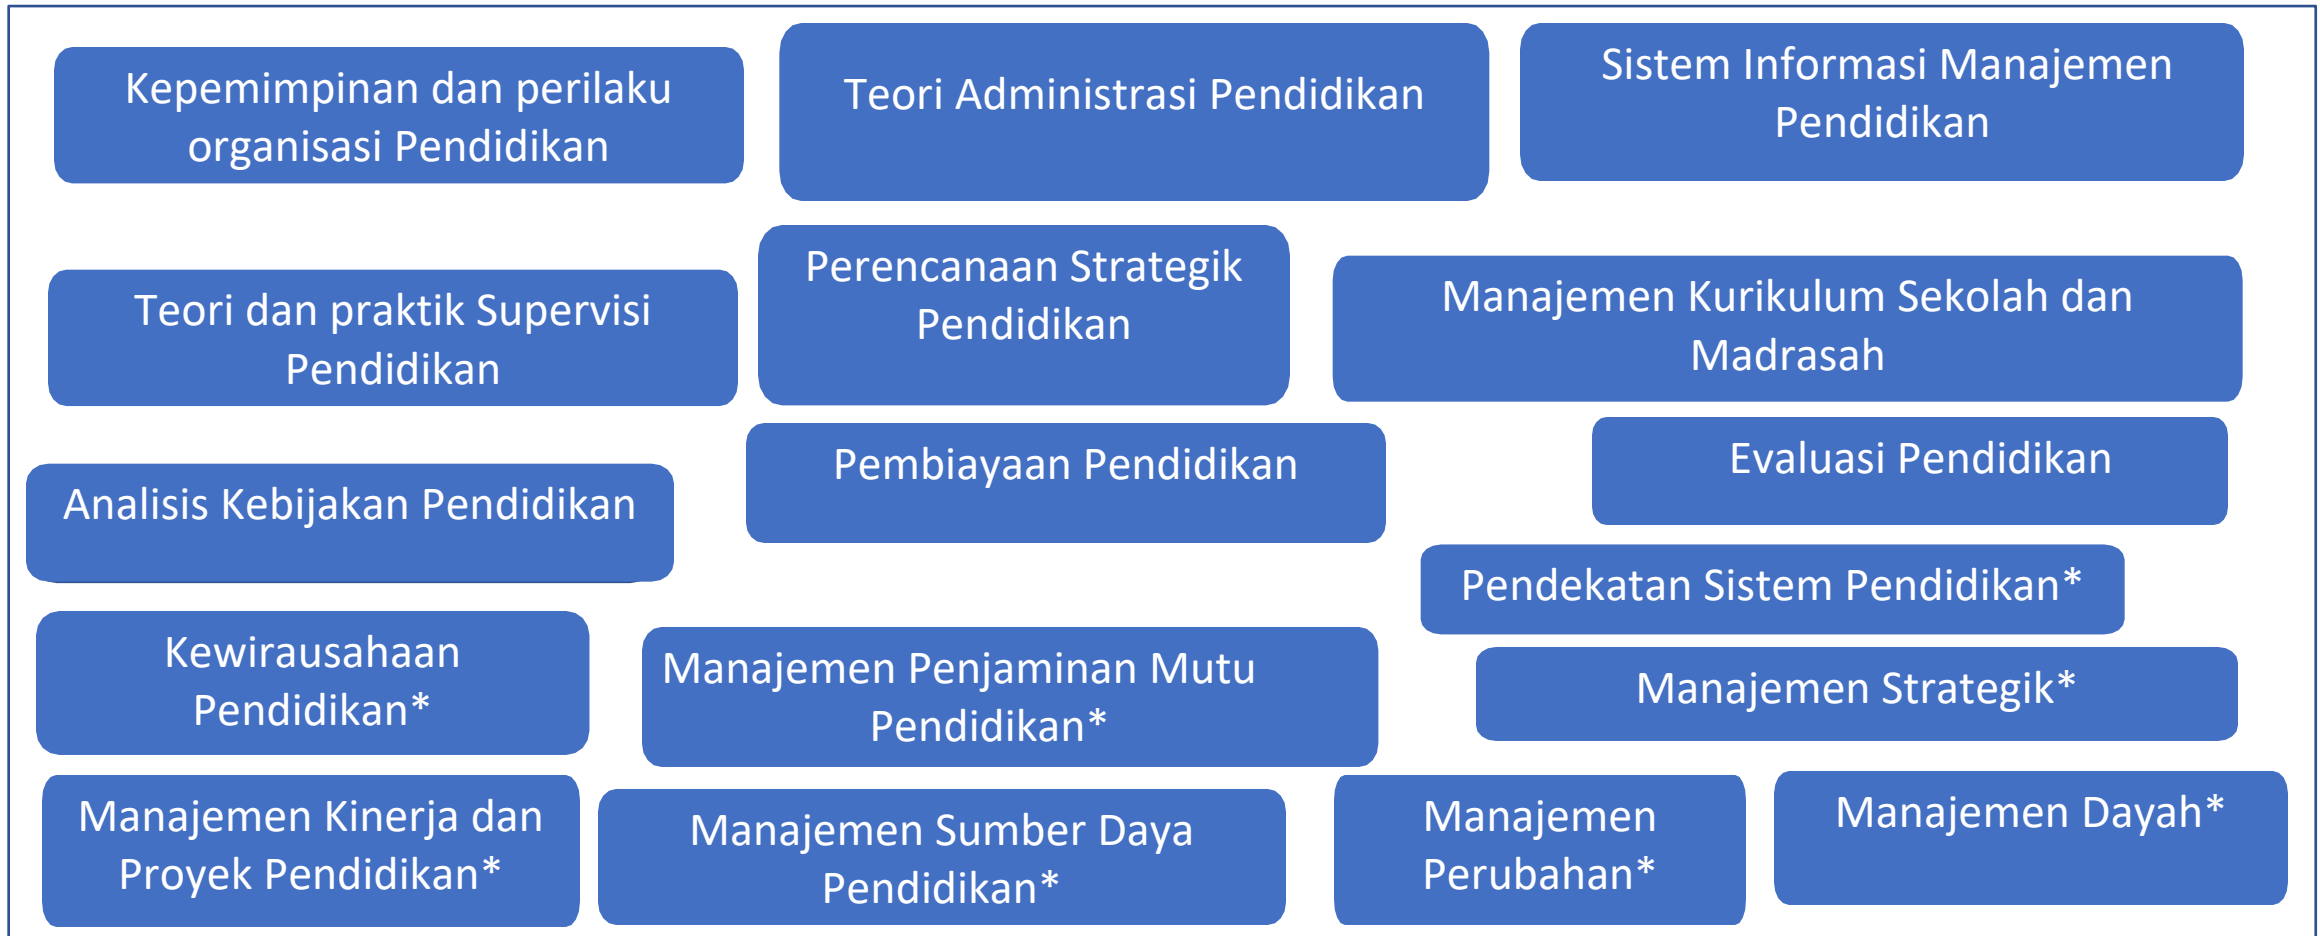 Kepemimpinan dan perilaku
organisasi Pendidikan
Teori Administrasi Pendidikan
Sistem Informasi Manajemen
Pendidikan
Teori dan praktik Supervisi
Pendidikan
Perencanaan Strategik
Pendidikan
Manajemen Kurikulum Sekolah dan
Madrasah
Analisis Kebijakan Pendidikan
Pembiayaan Pendidikan
Evaluasi Pendidikan
Pendekatan Sistem Pendidikan*
Kewirausahaan
Pendidikan*
Manajemen Penjaminan Mutu
Pendidikan*
Manajemen Strategik*
Manajemen Kinerja dan
Proyek Pendidikan*
Manajemen Sumber Daya
Pendidikan*
Manajemen
Perubahan*
Manajemen Dayah*